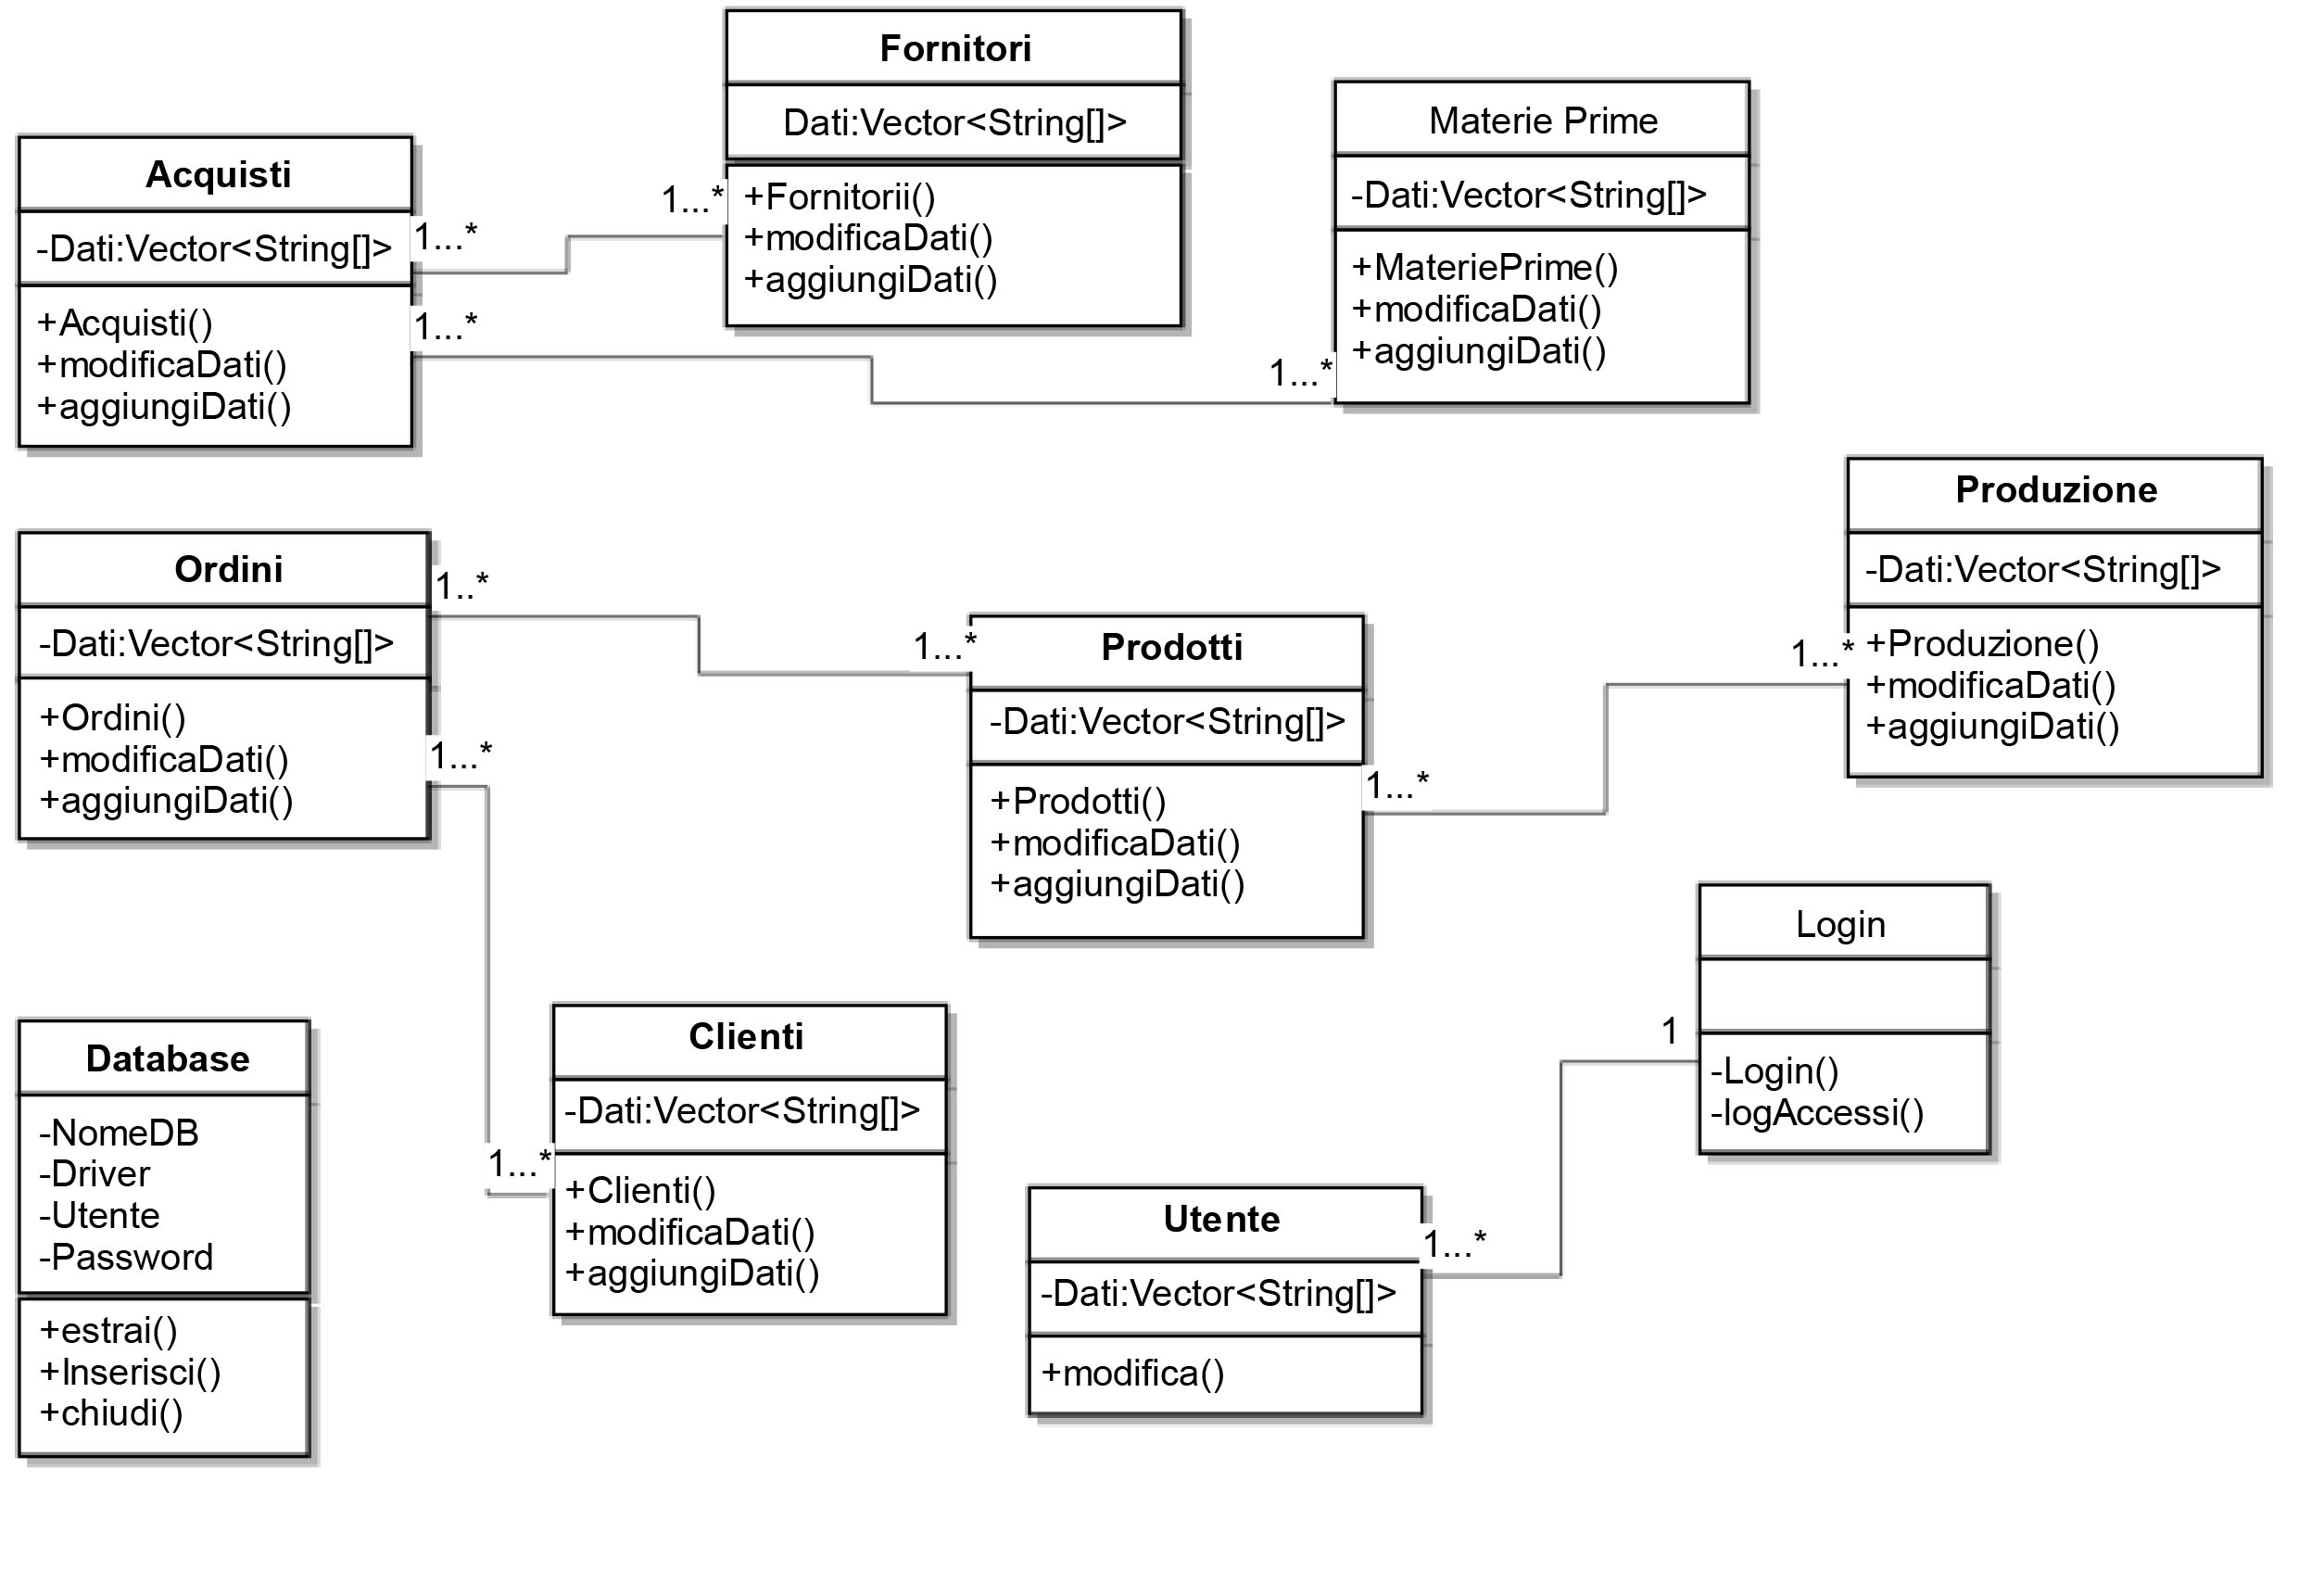 Fornitori
Dati:Vector<String[]>
+Fornitorii()
+modificaDati()
+aggiungiDati()
1...*
Materie Prime
-Dati:Vector<String[]>
+MateriePrime()
+modificaDati()
+aggiungiDati()
1...*
Acquisti
-Dati:Vector<String[]>
+Acquisti()
+modificaDati()
+aggiungiDati()
1...*
1...*
Produzione
-Dati:Vector<String[]>
+Produzione()
+modificaDati()
+aggiungiDati()
1...*
Ordini
-Dati:Vector<String[]>
+Ordini()
+modificaDati()
+aggiungiDati()
1..*
1...*
Prodotti
-Dati:Vector<String[]>
+Prodotti()
+modificaDati()
+aggiungiDati()
1...*
1...*
Login
-Login()
-logAccessi()
1
Database
-NomeDB
-Driver
-Utente
-Password
+estrai()
+Inserisci()
+chiudi()
Clienti
-Dati:Vector<String[]>
+Clienti()
+modificaDati()
+aggiungiDati()
1...*
Utente
-Dati:Vector<String[]>
+modifica()
1...*